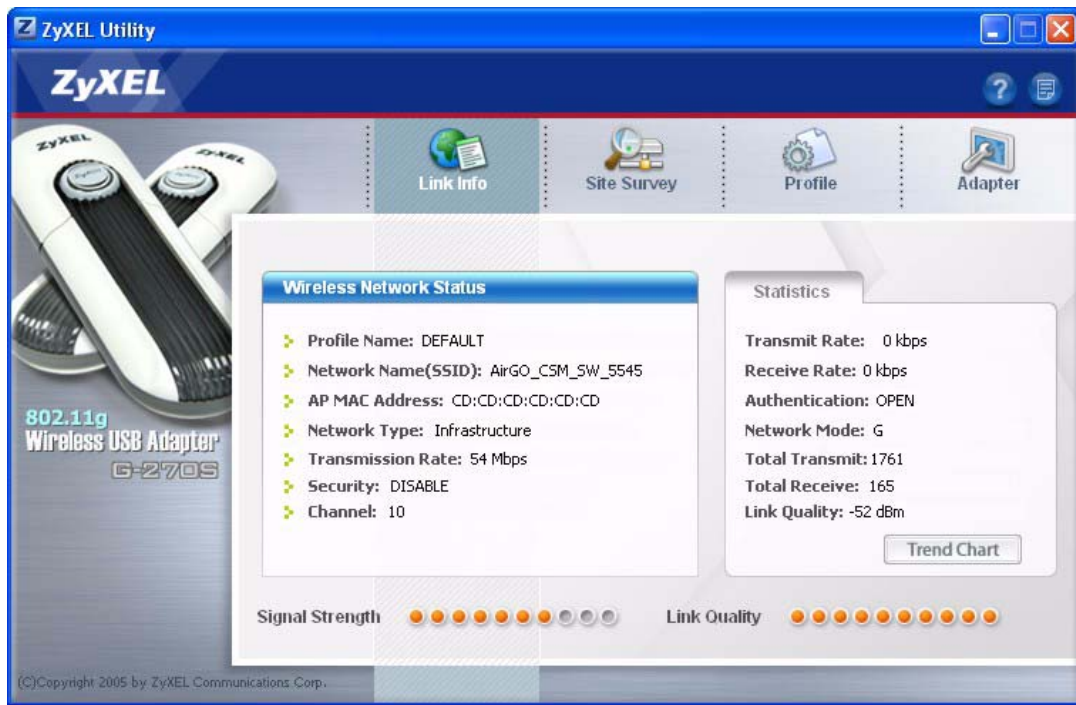 ZyXEL Utility
ZyXEL
ZyXEL
ZyXEL
Link Info
Site Survey
Profile
Adapter
802.11g
Wireless USB Adapter
G-270S
Wireless Network Status
Profile Name: DEFAULT
Network Name(SSID): AirGO_CSM_SW_5545
AP MAC Address: CD:CD:CD:CD:CD:CD
Network Type: Infrastructure
Transmission Rate: 54 Mbps
Security: DISABLE
Channel: 10
Statistics
Transmit Rate: 0 kbps
Receive Rate: 0 kbps
Authentication: OPEN
Network Mode: G
Total Transmit: 1761
Total Receive: 165
Link Quality: -52 dBm
Trend Chart
Signal Strength
Link Quality
(C)Copyright 2005 by ZyXEL Communications Corp.